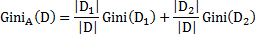 Gini_A(D) = |D_1|/|D| Gini(D_1) + |D_2|/|D| Gini(D_2)